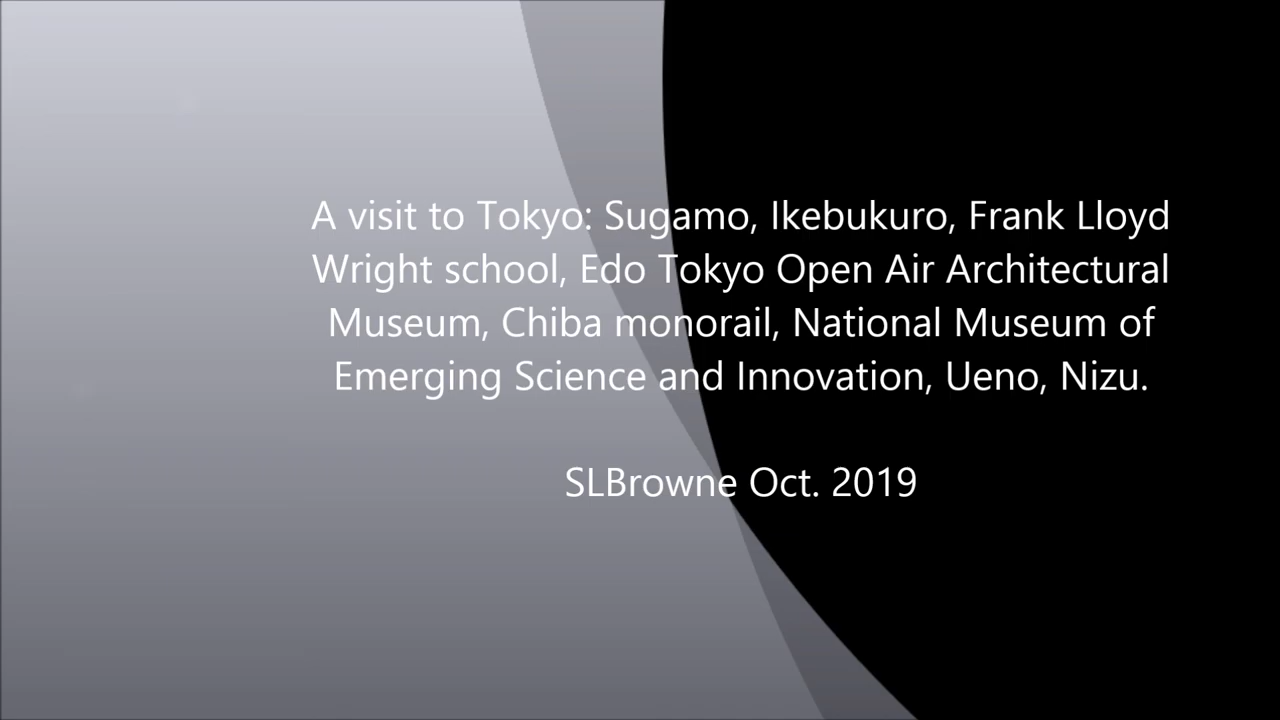 A visit to Tokyo: Sugamo, Ikebukuro, Frank Lloyd
Wright school, Edo Tokyo Open Air Architectural
Museum, Chiba monorail, National Museum of
Emerging Science and Innovation, Ueno, Nizu.
SLBrowne Oct. 2019